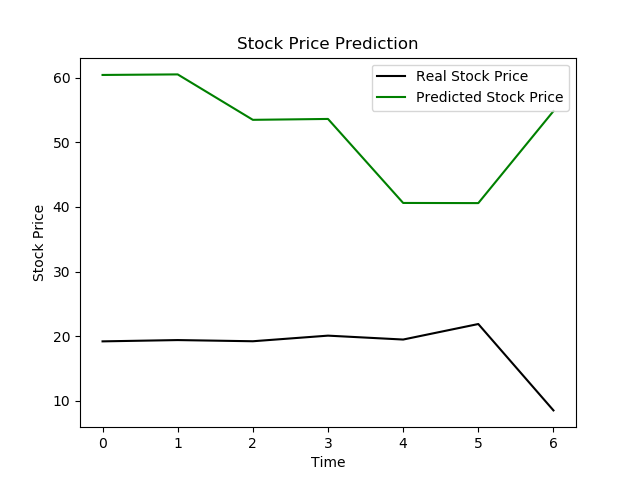 Stock Price Prediction
Real Stock Price
Predicted Stock Price
60
50
40
30
20
10
Stock Price
0 1 2 3 4 5 6
Time